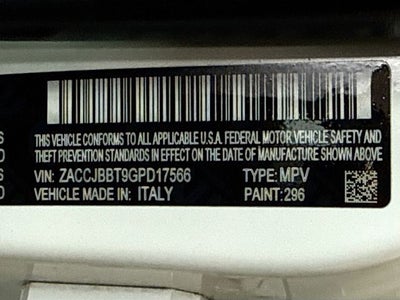 THIS VEHICLE CONFORMS TO ALL APPLICABLE U.S.A. FEDERAL MOTOR VEHICLE SAFETY AND
THEFT PREVENTION STANDARDS IN EFFECT ON THE DATE OF MANUFACTURE SHOWN ABOVE
VIN: ZACCJBBT9GPD17566 TYPE: MPV
VEHICLE MADE IN: ITALY PAINT: 296